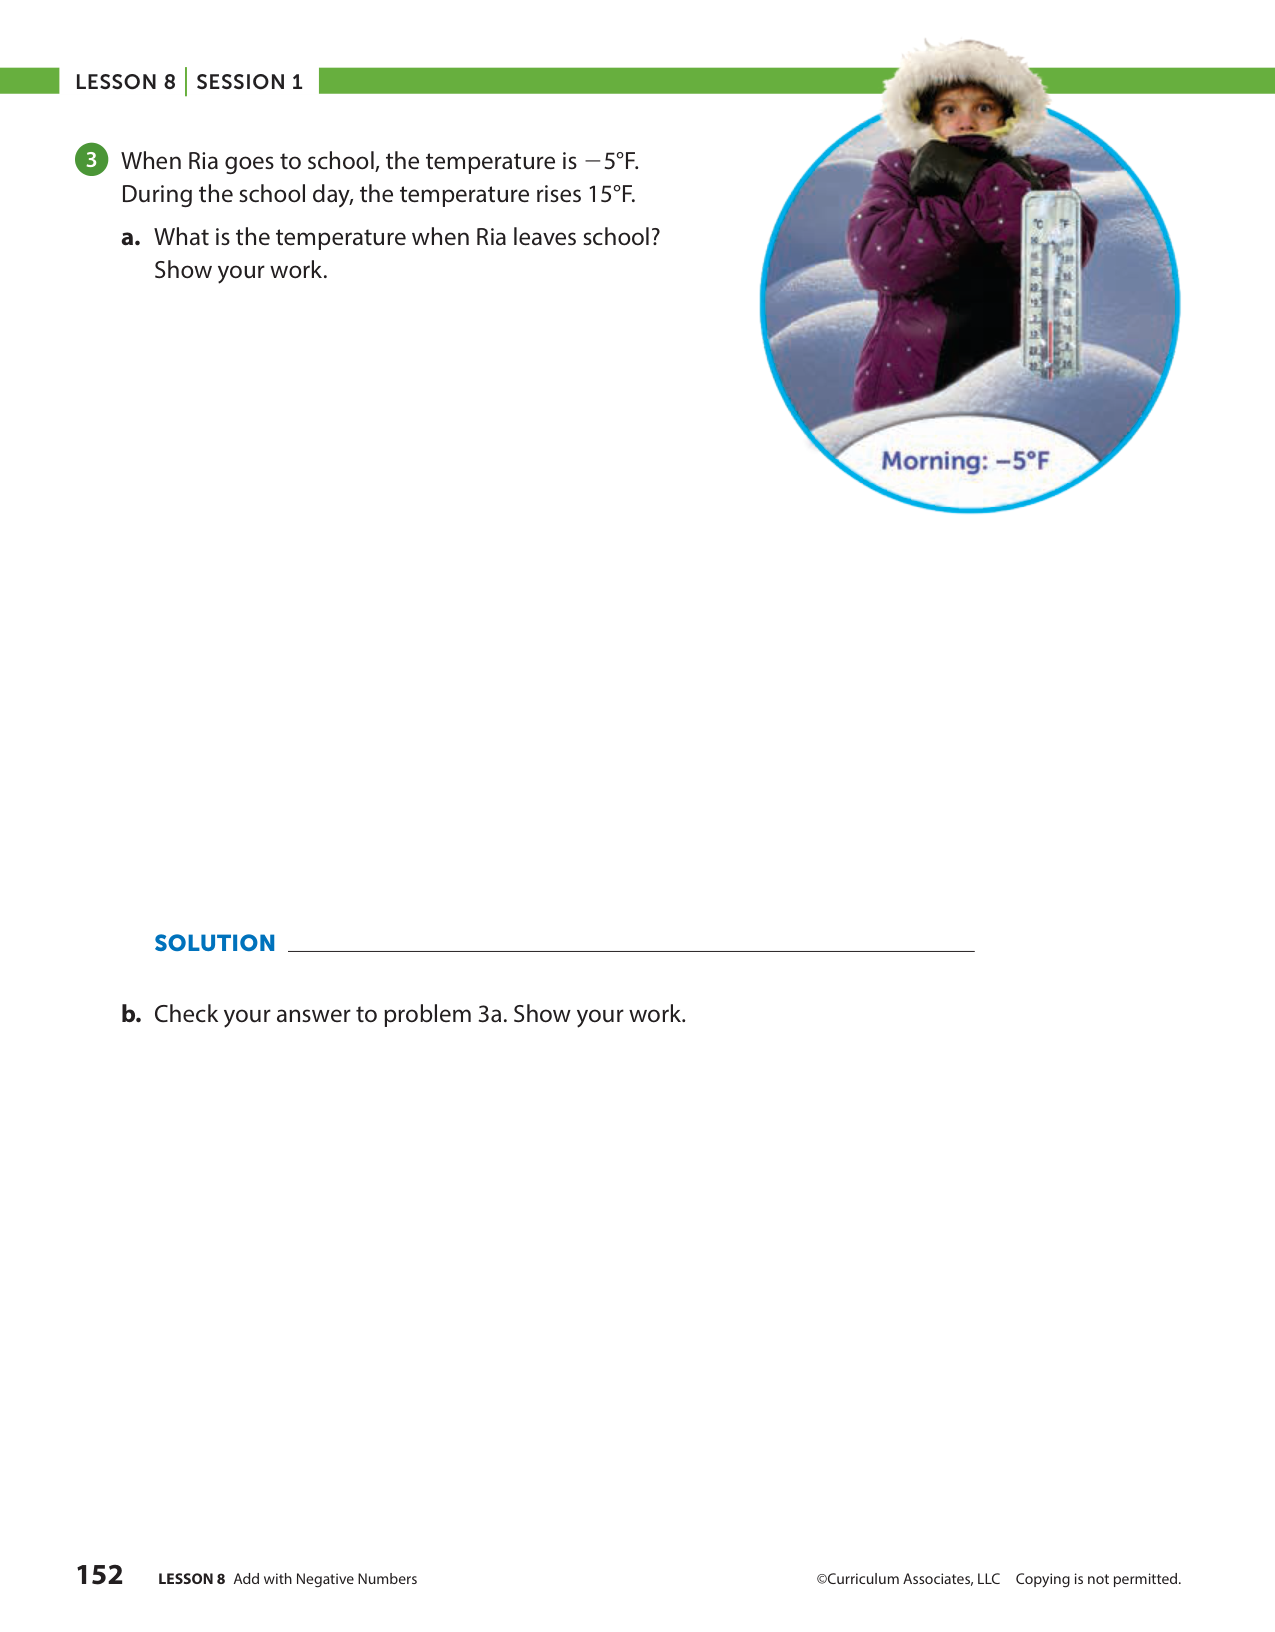 LESSON 8 | SESSION 1
3 When Ria goes to school, the temperature is −5°F.
During the school day, the temperature rises 15°F.
a. What is the temperature when Ria leaves school?
Show your work.
°C °F
Morning: −5°F
SOLUTION
b. Check your answer to problem 3a. Show your work.
152 LESSON 8 Add with Negative Numbers ©Curriculum Associates, LLC Copying is not permitted.